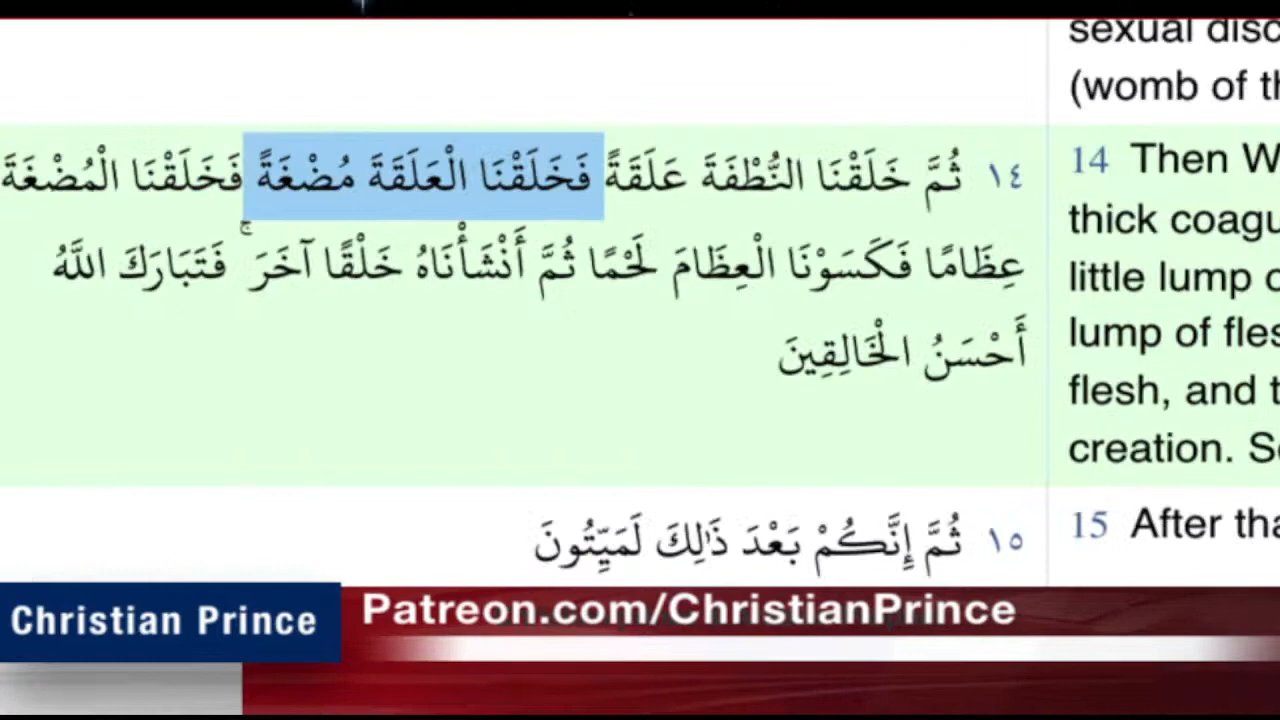 sexual disc
(womb of th
١٤ ثُمَّ خَلَقْنَا النُّطْفَةَ عَلَقَةً فَخَلَقْنَا الْعَلَقَةَ مُضْغَةً فَخَلَقْنَا الْمُضْغَةَ
عِظَامًا فَكَسَوْنَا الْعِظَامَ لَحْمًا ثُمَّ أَنْشَأْنَاهُ خَلْقًا آخَرَ ۚ فَتَبَارَكَ اللَّهُ
أَحْسَنُ الْخَالِقِينَ
14 Then W
thick coagu
little lump o
lump of fles
flesh, and t
creation. So
١٥ ثُمَّ إِنَّكُمْ بَعْدَ ذَٰلِكَ لَمَيِّتُونَ
15 After tha
Christian Prince
Patreon.com/ChristianPrince